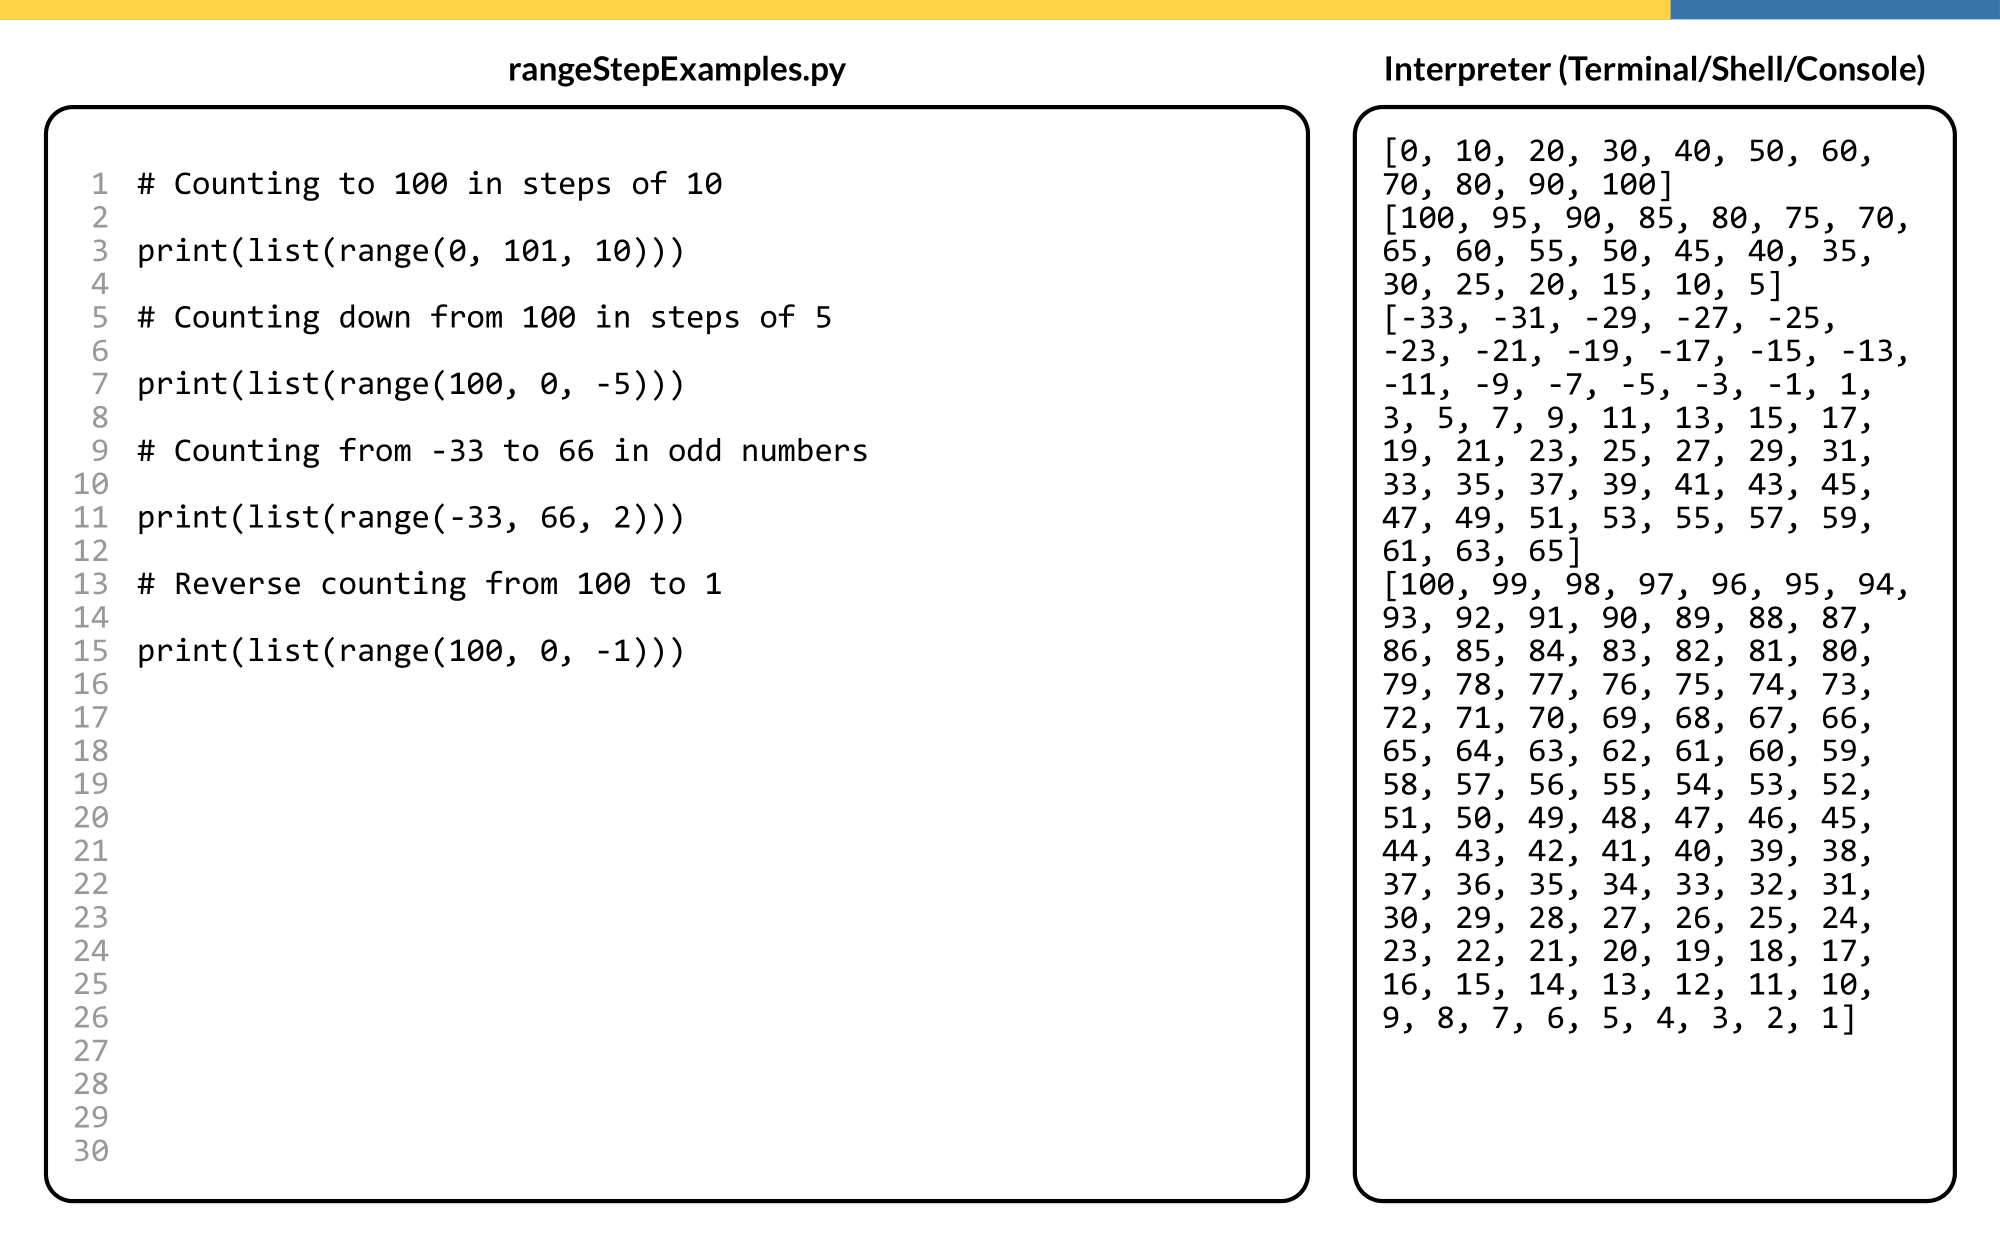 rangeStepExamples.py
1 # Counting to 100 in steps of 10
2
3 print(list(range(0, 101, 10)))
4
5 # Counting down from 100 in steps of 5
6
7 print(list(range(100, 0, -5)))
8
9 # Counting from -33 to 66 in odd numbers
10
11 print(list(range(-33, 66, 2)))
12
13 # Reverse counting from 100 to 1
14
15 print(list(range(100, 0, -1)))
16
17
18
19
20
21
22
23
24
25
26
27
28
29
30
Interpreter (Terminal/Shell/Console)
[0, 10, 20, 30, 40, 50, 60,
70, 80, 90, 100]
[100, 95, 90, 85, 80, 75, 70,
65, 60, 55, 50, 45, 40, 35,
30, 25, 20, 15, 10, 5]
[-33, -31, -29, -27, -25,
-23, -21, -19, -17, -15, -13,
-11, -9, -7, -5, -3, -1, 1,
3, 5, 7, 9, 11, 13, 15, 17,
19, 21, 23, 25, 27, 29, 31,
33, 35, 37, 39, 41, 43, 45,
47, 49, 51, 53, 55, 57, 59,
61, 63, 65]
[100, 99, 98, 97, 96, 95, 94,
93, 92, 91, 90, 89, 88, 87,
86, 85, 84, 83, 82, 81, 80,
79, 78, 77, 76, 75, 74, 73,
72, 71, 70, 69, 68, 67, 66,
65, 64, 63, 62, 61, 60, 59,
58, 57, 56, 55, 54, 53, 52,
51, 50, 49, 48, 47, 46, 45,
44, 43, 42, 41, 40, 39, 38,
37, 36, 35, 34, 33, 32, 31,
30, 29, 28, 27, 26, 25, 24,
23, 22, 21, 20, 19, 18, 17,
16, 15, 14, 13, 12, 11, 10,
9, 8, 7, 6, 5, 4, 3, 2, 1]